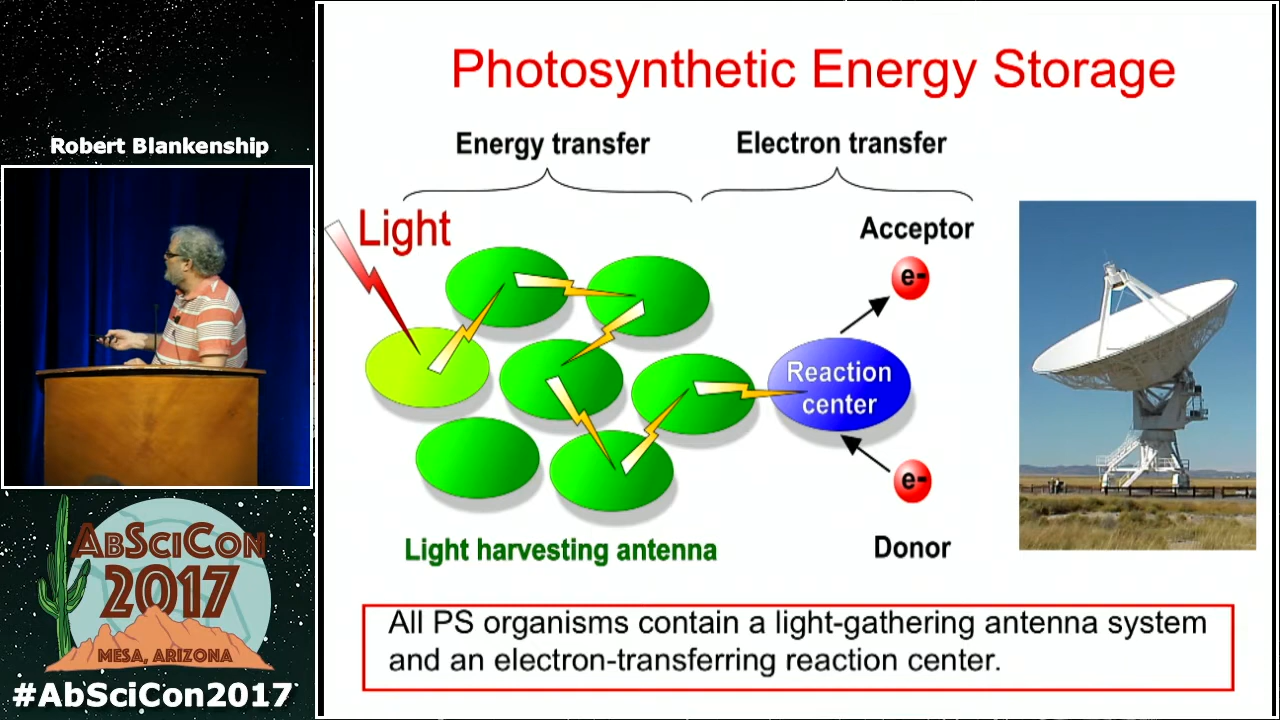 Robert Blankenship
ABSCICON
2017
MESA, ARIZONA
#AbSciCon2017
Photosynthetic Energy Storage
Energy transfer
Electron transfer
Light
Acceptor
e-
Reaction
center
e-
Light harvesting antenna
Donor
All PS organisms contain a light-gathering antenna system
and an electron-transferring reaction center.